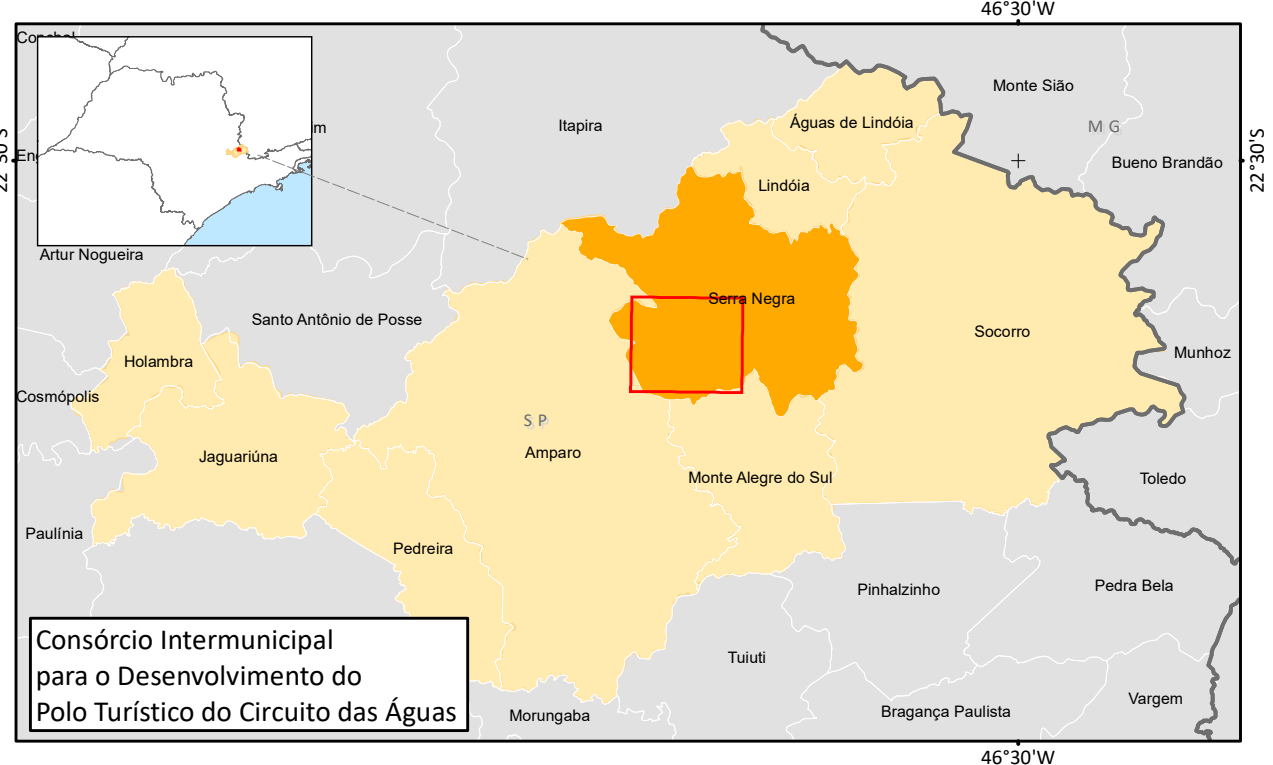 46°30'W
Monte Sião
Itapira
Águas de Lindóia
M G
22°30'S
Bueno Brandão
22°30'S
Lindóia
Artur Nogueira
Serra Negra
Santo Antônio de Posse
Socorro
Munhoz
Holambra
Cosmópolis
S P
Amparo
Jaguariúna
Monte Alegre do Sul
Toledo
Paulínia
Pedreira
Pinhalzinho
Pedra Bela
Consórcio Intermunicipal
para o Desenvolvimento do
Polo Turístico do Circuito das Águas
Tuiuti
Vargem
Morungaba
Bragança Paulista
46°30'W